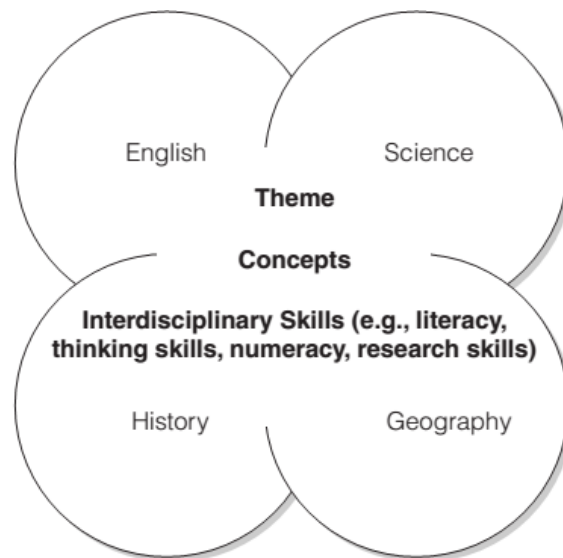 English
Science
Theme
Concepts
Interdisciplinary Skills (e.g., literacy,
thinking skills, numeracy, research skills)
History
Geography